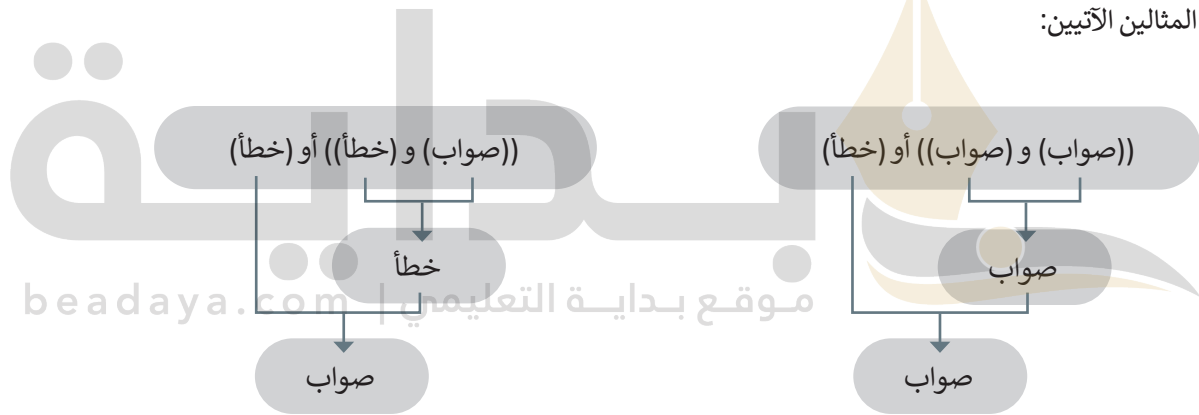 المثالين الآتيين:
((صواب) و (صواب)) أو (خطأ)
صواب
صواب
((صواب) و (خطأ)) أو (خطأ)
خطأ
صواب
بداية
موقع بداية التعليمي | beadaya.com